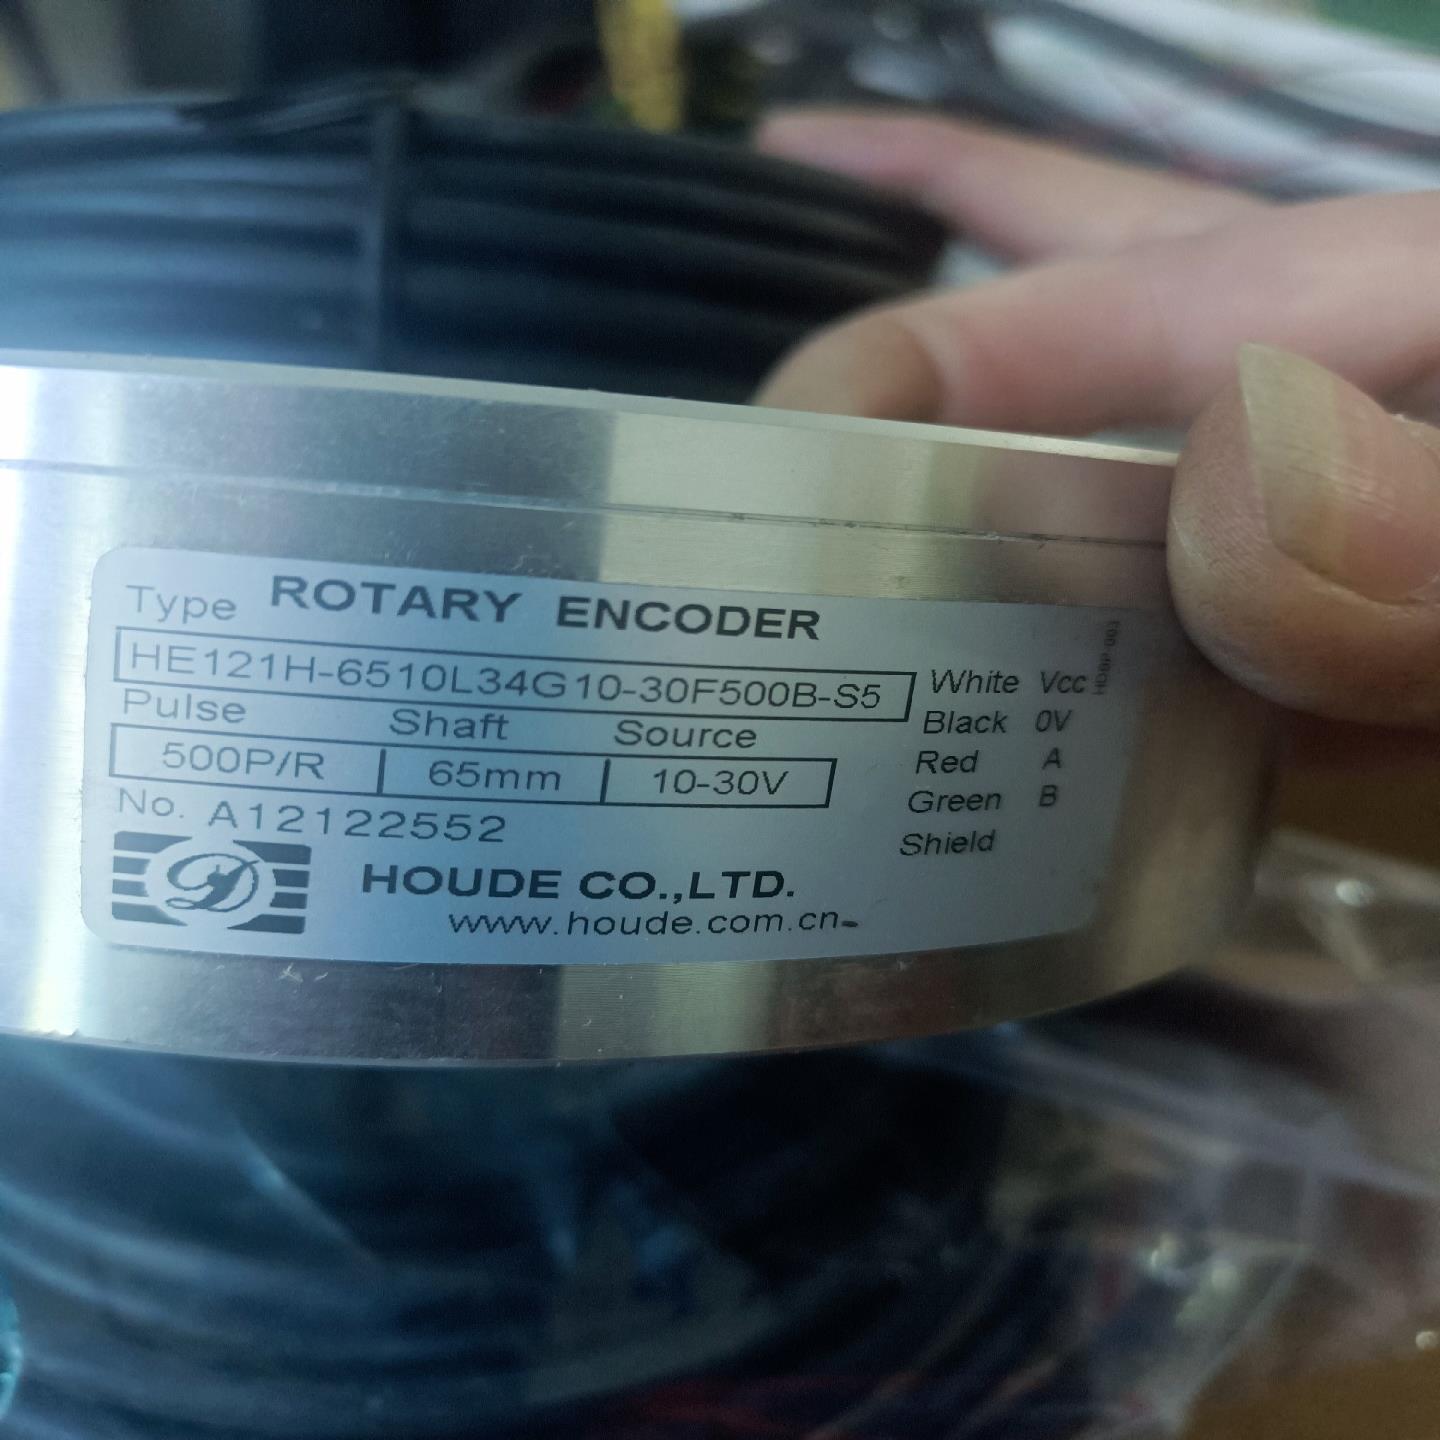 Type ROTARY ENCODER
HE121H-6510L34G10-30F500B-S5
Pulse Shaft Source
500P/R 65mm 10-30V
No. A12122552
HOUDE CO.,LTD.
www.houde.com.cn
White Vcc
Black 0V
Red A
Green B
Shield